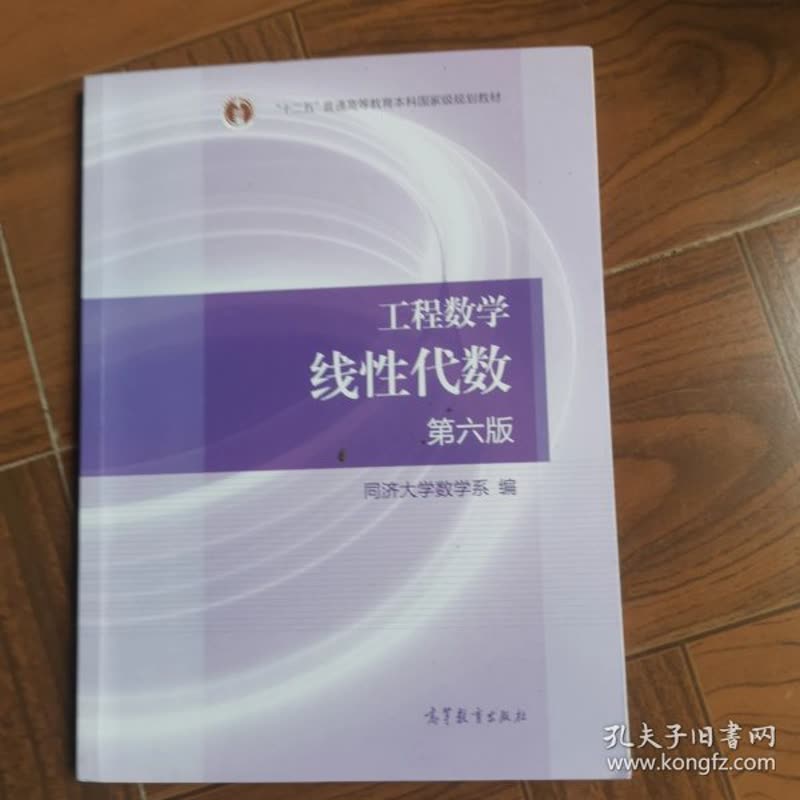 “十二五”普通高等教育本科国家级规划教材
工程数学
线性代数
第六版
同济大学数学系 编
高等教育出版社
孔夫子旧书网
www.kongfz.com